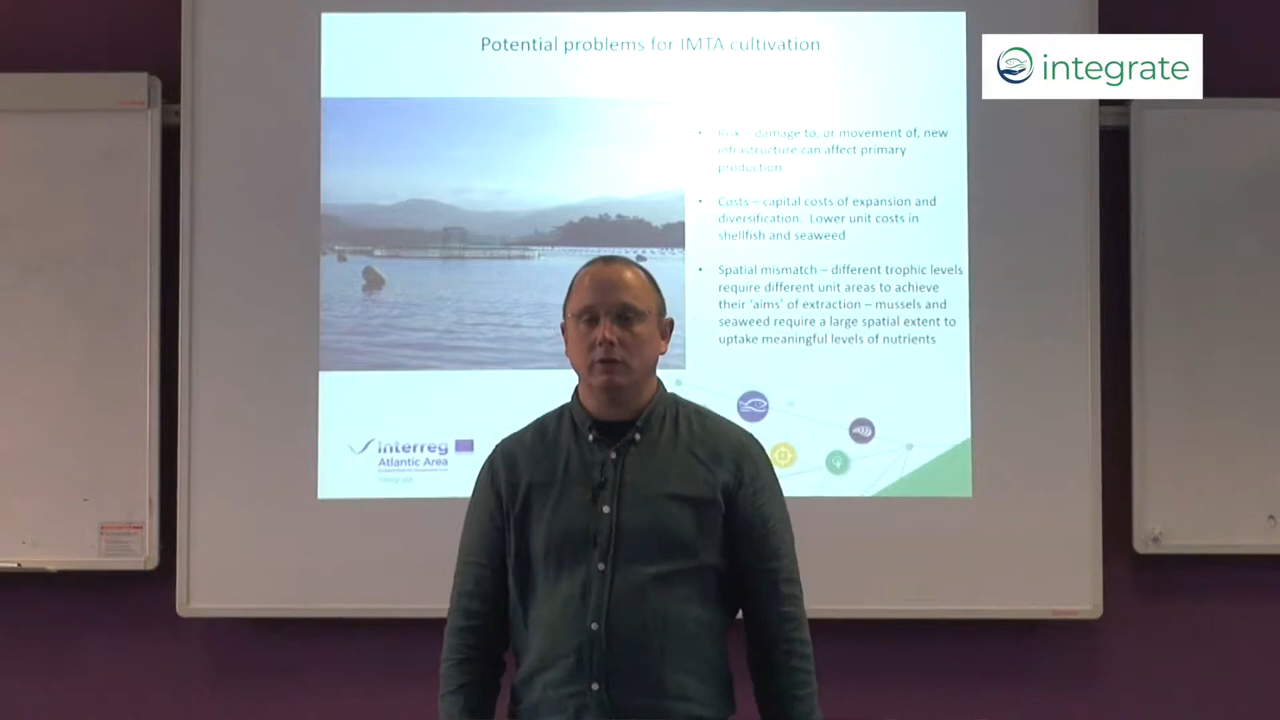 Potential problems for IMTA cultivation
integrate
• Risk – damage to, or movement of, new
infrastructure can affect primary
production
• Costs – capital costs of expansion and
diversification. Lower unit costs in
shellfish and seaweed
• Spatial mismatch – different trophic levels
require different unit areas to achieve
their 'aims' of extraction – mussels and
seaweed require a large spatial extent to
uptake meaningful levels of nutrients
Interreg
Atlantic Area